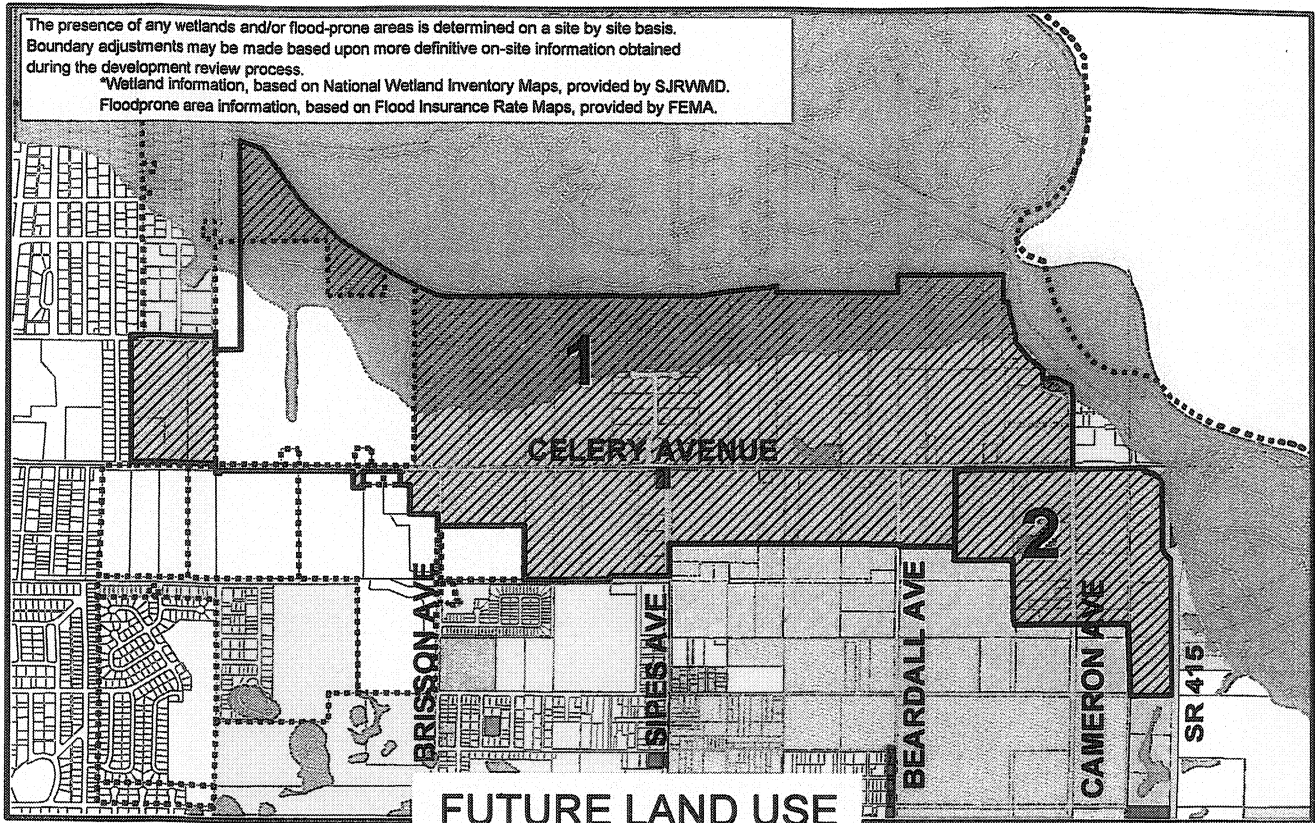 The presence of any wetlands and/or flood-prone areas is determined on a site by site basis.
Boundary adjustments may be made based upon more definitive on-site information obtained
during the development review process.
*Wetland information, based on National Wetland Inventory Maps, provided by SJRWMD.
Floodprone area information, based on Flood Insurance Rate Maps, provided by FEMA.
1
CELERY AVENUE
2
BRISSON AVE
SIPES AVE
BEARDALL AVE
CAMERON AVE
SR 415
FUTURE LAND USE